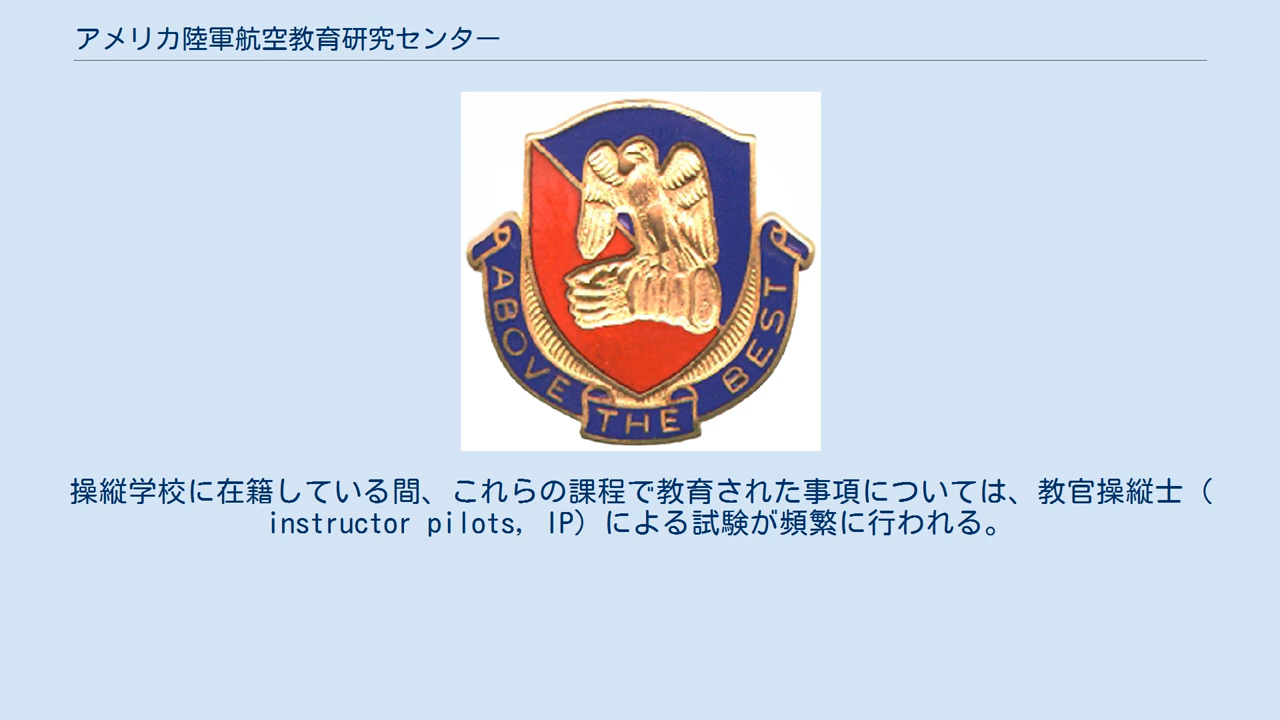 アメリカ陸軍航空教育研究センター
ABOVE THE BEST
操縦学校に在籍している間、これらの課程で教育された事項については、教官操縦士（
instructor pilots, IP）による試験が頻繁に行われる。